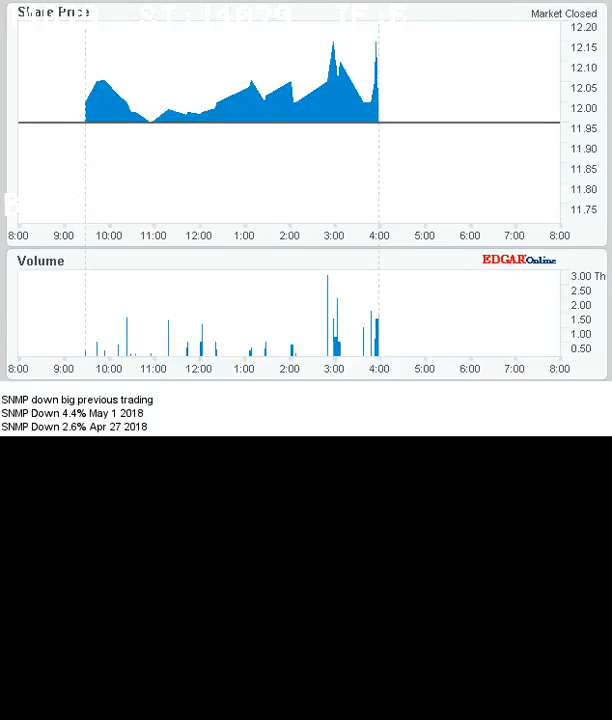 Share Price
Market Closed
12.20
12.15
12.10
12.05
12.00
11.95
11.90
11.85
11.80
11.75
8:00 9:00 10:00 11:00 12:00 1:00 2:00 3:00 4:00 5:00 6:00 7:00 8:00
Volume
EDGAR Online
3.00 Th
2.50
2.00
1.50
1.00
0.50
8:00 9:00 10:00 11:00 12:00 1:00 2:00 3:00 4:00 5:00 6:00 7:00 8:00
SNMP down big previous trading
SNMP Down 4.4% May 1 2018
SNMP Down 2.6% Apr 27 2018